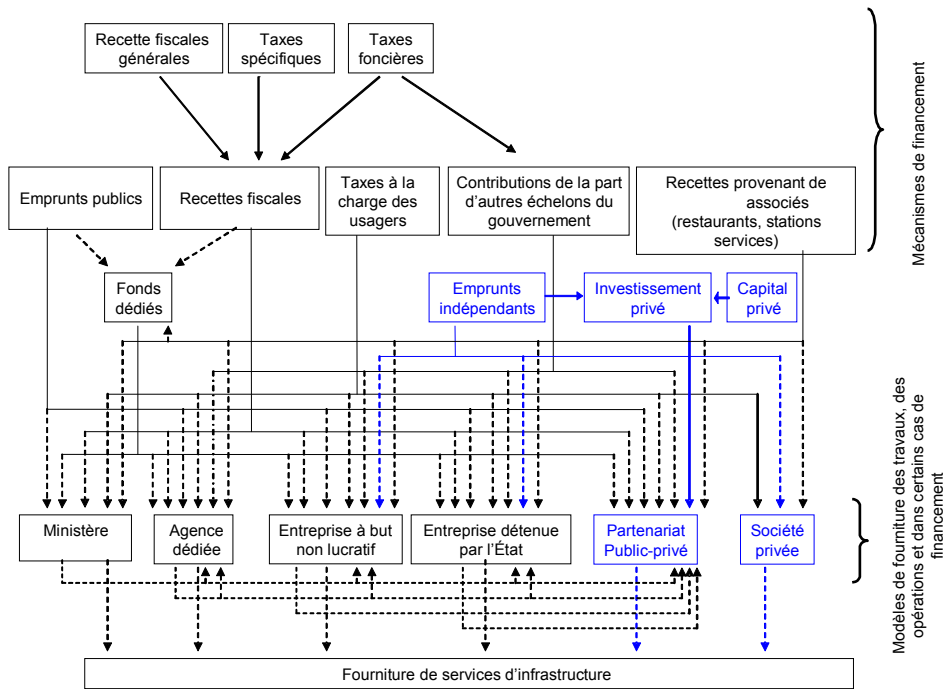 Recette fiscales
générales
Taxes
spécifiques
Taxes
foncières
Mécanismes de financement
Emprunts publics
Recettes fiscales
Taxes à la
charge des
usagers
Contributions de la part
d'autres échelons du
gouvernement
Recettes provenant de
associés
(restaurants, stations
services)
Fonds
dédiés
Emprunts
indépendants
Investissement
privé
Capital
privé
Modèles de fourniture des travaux, des
opérations et dans certains cas de
financement
Ministère
Agence
dédiée
Entreprise à but
non lucratif
Entreprise détenue
par l'État
Partenariat
Public-privé
Société
privée
Fourniture de services d'infrastructure